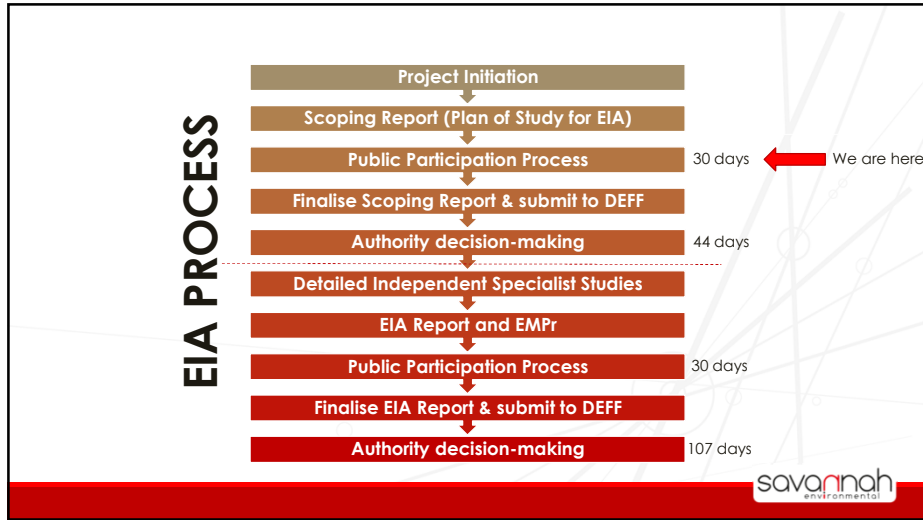 EIA PROCESS
Project Initiation
Scoping Report (Plan of Study for EIA)
Public Participation Process
30 days
We are here
Finalise Scoping Report & submit to DEFF
Authority decision-making
44 days
Detailed Independent Specialist Studies
EIA Report and EMPr
Public Participation Process
30 days
Finalise EIA Report & submit to DEFF
Authority decision-making
107 days
savannah
environmental